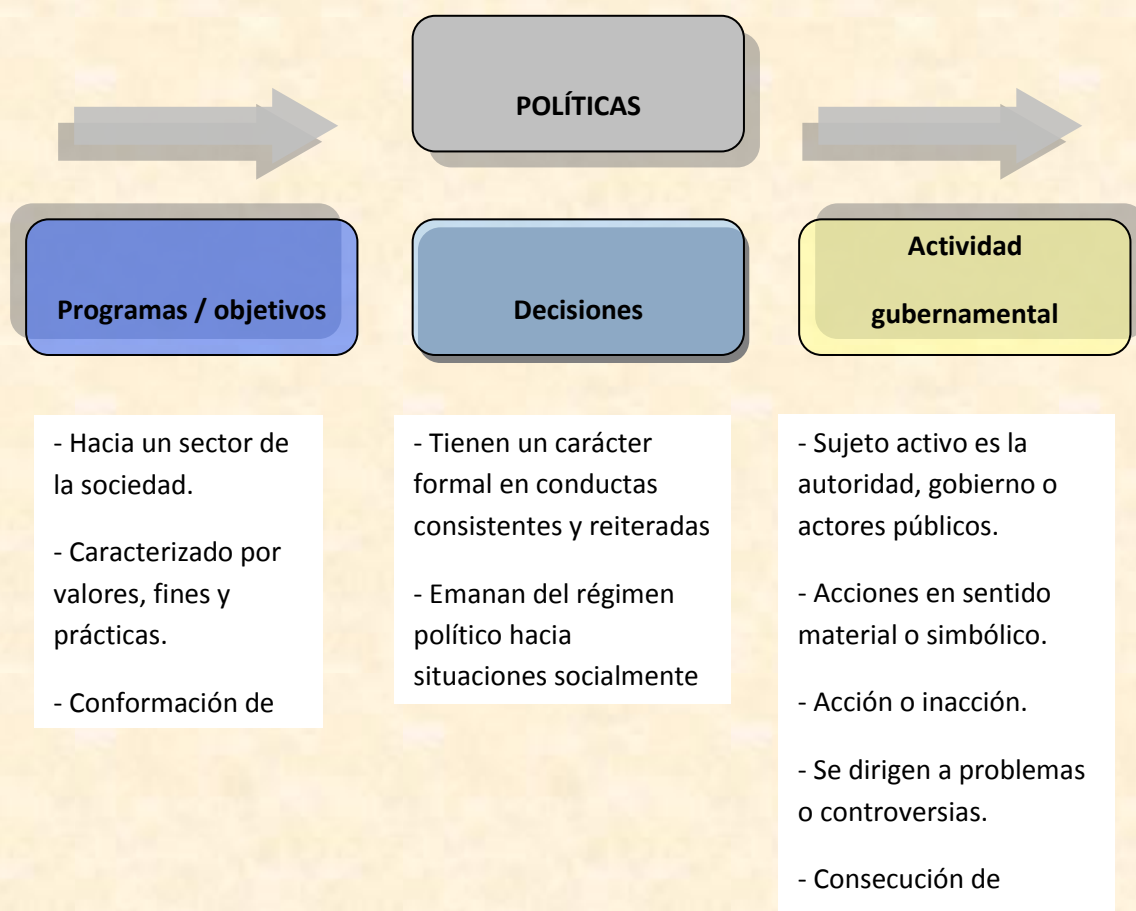 POLÍTICAS
Programas / objetivos
Decisiones
Actividad
gubernamental
- Hacia un sector de
la sociedad.
- Caracterizado por
valores, fines y
prácticas.
- Conformación de
- Tienen un carácter
formal en conductas
consistentes y reiteradas
- Emanan del régimen
político hacia
situaciones socialmente
- Sujeto activo es la
autoridad, gobierno o
actores públicos.
- Acciones en sentido
material o simbólico.
- Acción o inacción.
- Se dirigen a problemas
o controversias.
- Consecución de